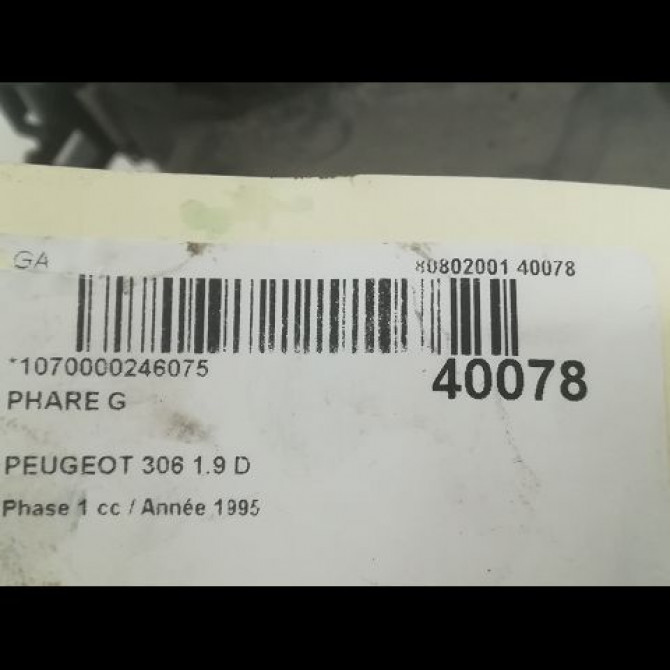 GA
80802001 40078
*1070000246075
40078
PHARE G
PEUGEOT 306 1.9 D
Phase 1 cc / Année 1995